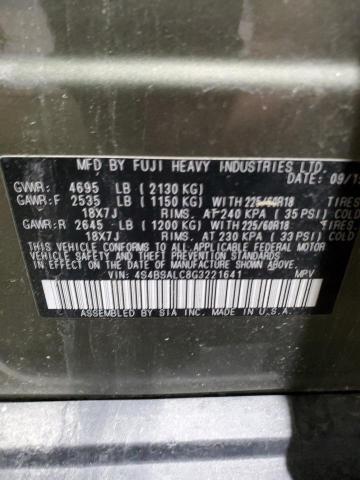 MFD BY FUJI HEAVY INDUSTRIES LTD.
DATE: 09/15
GVWR: 4695 LB (2130 KG)
GAWR:F 2535 LB (1150 KG) WITH 225/60R18 TIRES
18X7J RIMS. AT 240 KPA (35 PSI) COLD
GAWR:R 2645 LB (1200 KG) WITH 225/60R18 TIRE
18X7J RIMS. AT 230 KPA (33 PSI) COLD
THIS VEHICLE CONFORMS TO ALL APPLICABLE FEDERAL MOTOR
VEHICLE SAFETY AND THEFT PREVENTION STANDARDS IN EFFECT
ON THE DATE OF MANUFACTURE SHOWN ABOVE.
VIN: 4S4BSALC8G3221641 MPV
ASSEMBLED BY SIA INC. IN U.S.A.